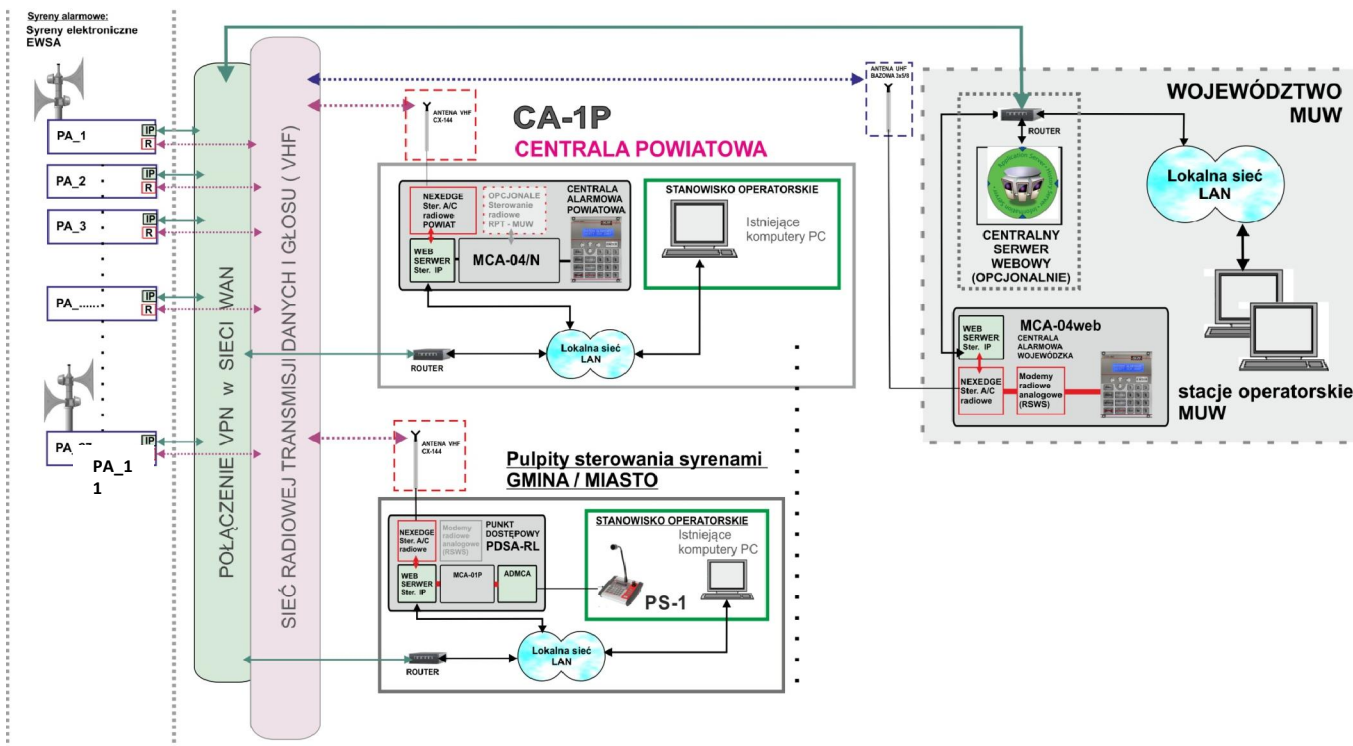 Syreny alarmowe:
Syreny elektroniczne
EWSA
PA_1
IP
R
PA_2
IP
R
PA_3
IP
R
PA_......
IP
R
PA_
IP
PA_1
1
POŁĄCZENIE VPN w SIECI WAN
SIEĆ RADIOWEJ TRANSMISJI DANYCH I GŁOSU ( VHF)
ANTENA VHF
CX-144
CA-1P
CENTRALA POWIATOWA
NEXEDGE
Ster. A/C
radiowe
POWIAT
OPCJONALE
Sterowanie
radiowe
RPT - MUW
CENTRALA
ALARMOWA
POWIATOWA
WEB
SERWER
Ster. IP
MCA-04/N
STANOWISKO OPERATORSKIE
Istniejące
komputery PC
Lokalna sieć
LAN
ROUTER
ANTENA VHF
CX-144
Pulpity sterowania syrenami
GMINA / MIASTO
NEXEDGE
Ster. A/C
radiowe
Modemy
radiowe
analogowe
(RSWS)
PUNKT
DOSTĘPOWY
PDSA-RL
WEB
SERWER
Ster. IP
MCA-01P
ADMCA
STANOWISKO OPERATORSKIE
Istniejące
komputery PC
PS-1
Lokalna sieć
LAN
ROUTER
ANTENA UHF
BAZOWA 3x5/8
WOJEWÓDZTWO
MUW
ROUTER
CENTRALNY
SERWER
WEBOWY
(OPCJONALNIE)
Lokalna sieć
LAN
MCA-04web
CENTRALA
ALARMOWA
WOJEWÓDZKA
WEB
SERWER
Ster. IP
NEXEDGE
Ster. A/C
radiowe
Modemy
radiowe
analogowe
(RSWS)
stacje operatorskie
MUW